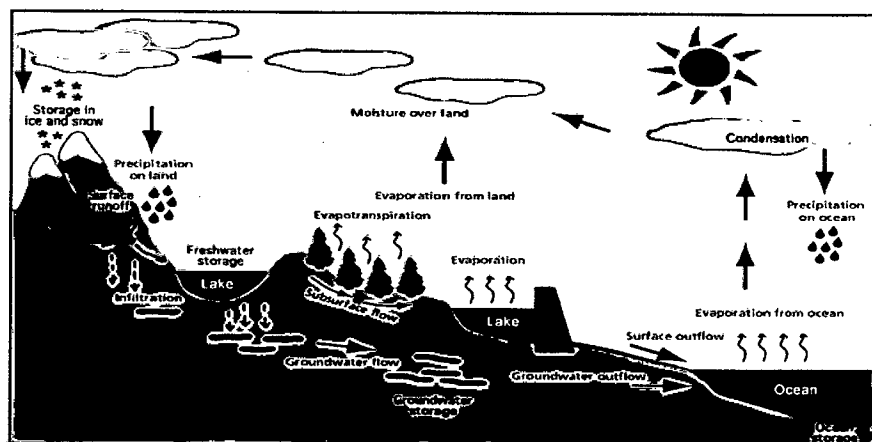 Storage in
ice and snow
Moisture over land
Condensation
Precipitation
on land
Surface
runoff
Evaporation from land
Evapotranspiration
Precipitation
on ocean
Freshwater
storage
Lake
Evaporation
Infiltration
Subsurface flow
Lake
Evaporation from ocean
Surface outflow
Groundwater flow
Groundwater outflow
Ocean
Groundwater
storage
Ocean
storage